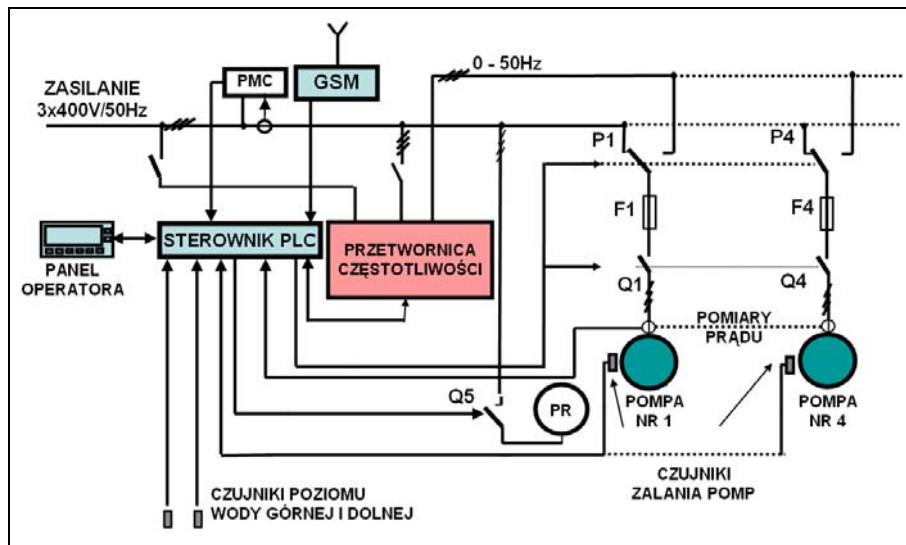 PMC
GSM
0 - 50Hz
ZASILANIE
3x400V/50Hz
P1
P4
F1
F4
STEROWNIK PLC
PRZETWORNICA
CZĘSTOTLIWOŚCI
PANEL
OPERATORA
Q1
Q4
POMIARY
PRĄDU
Q5
PR
POMPA
NR 1
POMPA
NR 4
CZUJNIKI POZIOMU
WODY GÓRNEJ I DOLNEJ
CZUJNIKI
ZALANIA POMP